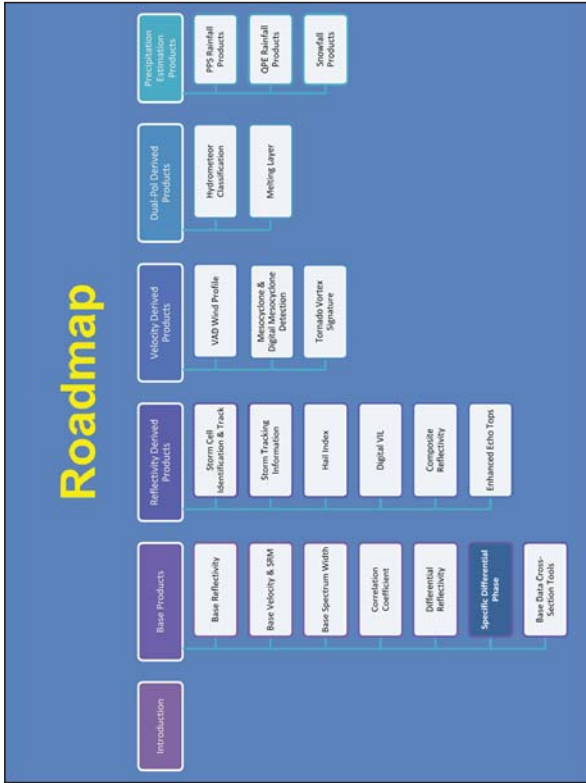 Roadmap
Introduction
Base Products
Base Reflectivity
Base Velocity & SRM
Base Spectrum Width
Correlation
Coefficient
Differential
Reflectivity
Specific Differential
Phase
Base Data Cross-
Section Tools
Reflectivity Derived
Products
Storm Cell
Identification & Track
Storm Tracking
Information
Hail Index
Digital VIL
Composite
Reflectivity
Enhanced Echo Tops
Velocity Derived
Products
VAD Wind Profile
Mesocyclone &
Digital Mesocyclone
Detection
Tornado Vortex
Signature
Dual-Pol Derived
Products
Hydrometeor
Classification
Melting Layer
Precipitation
Estimation
Products
PPS Rainfall
Products
QPE Rainfall
Products
Snowfall
Products